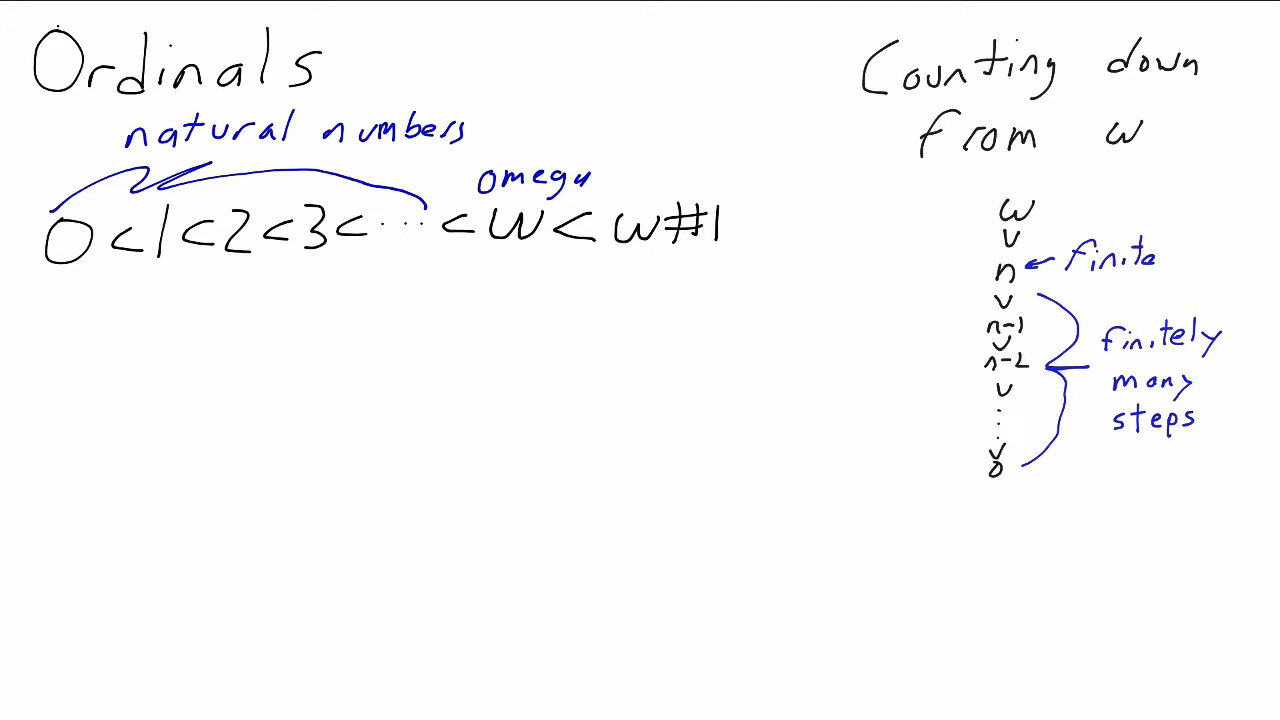 Ordinals
natural numbers
omega
0 < 1 < 2 < 3 < ··· < ω < ω#1
Counting down
from ω
ω
v
n ← finite
v
n-1
v
n-2
v
⋮
v
0
finitely
many
steps